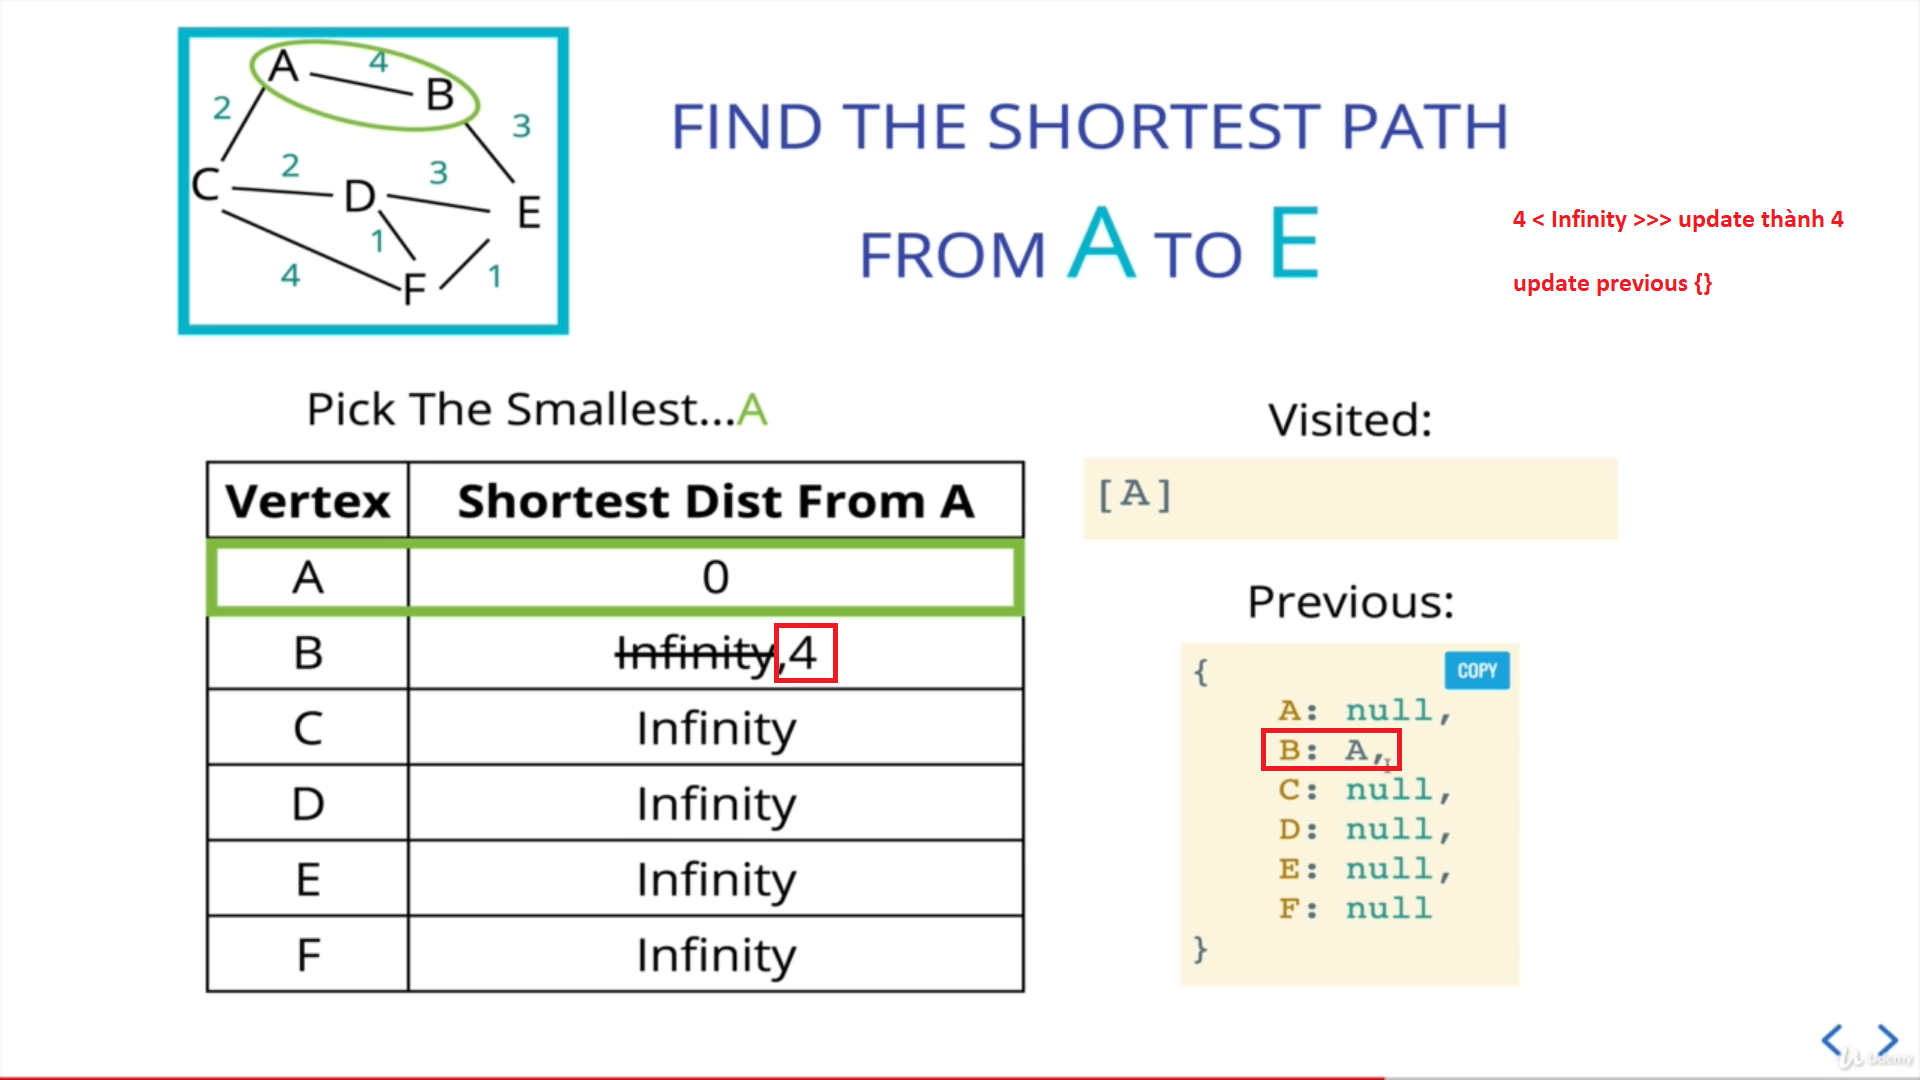 A 4 B
2 3
C 2 D 3 E
1
4 F 1
FIND THE SHORTEST PATH
FROM A TO E
4 < Infinity >>> update thành 4
update previous {}
Pick The Smallest...A
Vertex Shortest Dist From A
A 0
B Infinity,4
C Infinity
D Infinity
E Infinity
F Infinity
Visited:
[A]
Previous:
{
COPY
A: null,
B: A,
C: null,
D: null,
E: null,
F: null
}
Udemy